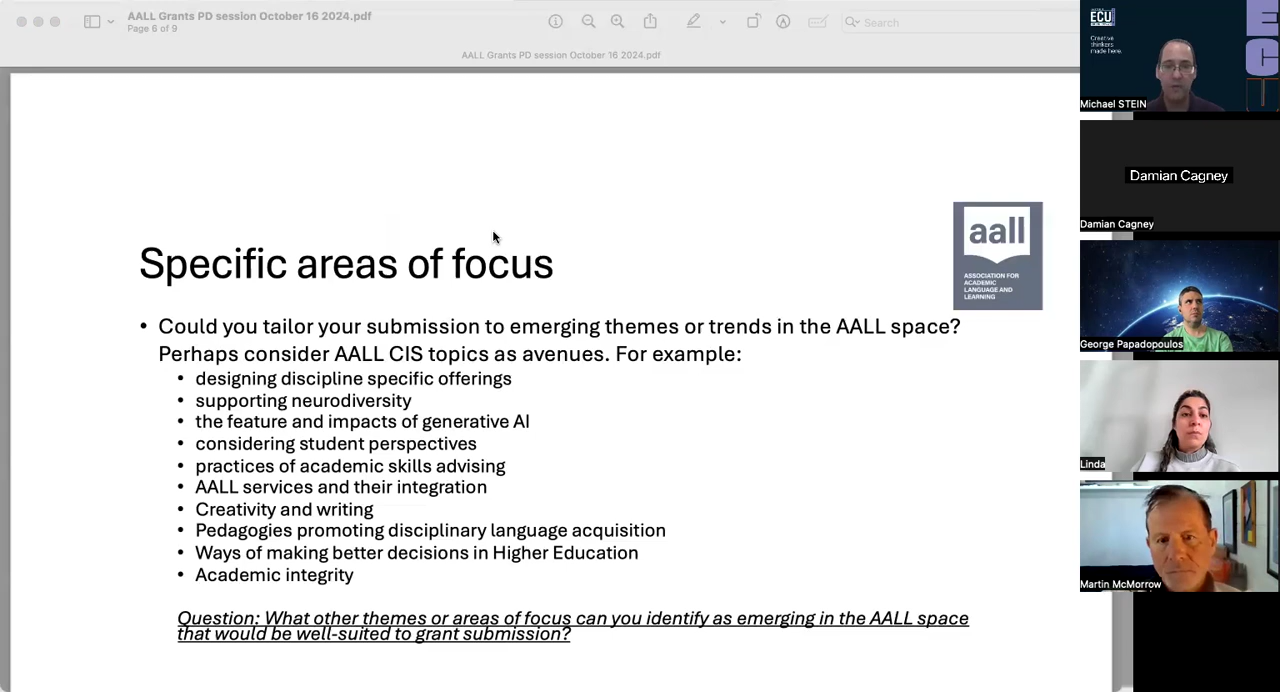 AALL Grants PD session October 16 2024.pdf
Page 6 of 9
Search
AALL Grants PD session October 16 2024.pdf
Specific areas of focus
aall
ASSOCIATION FOR
ACADEMIC
LANGUAGE AND
LEARNING
• Could you tailor your submission to emerging themes or trends in the AALL space?
Perhaps consider AALL CIS topics as avenues. For example:
• designing discipline specific offerings
• supporting neurodiversity
• the feature and impacts of generative AI
• considering student perspectives
• practices of academic skills advising
• AALL services and their integration
• Creativity and writing
• Pedagogies promoting disciplinary language acquisition
• Ways of making better decisions in Higher Education
• Academic integrity
Question: What other themes or areas of focus can you identify as emerging in the AALL space
that would be well-suited to grant submission?
ECU
Creative
thinkers
made here.
E
C
Michael STEIN
Damian Cagney
Damian Cagney
George Papadopoulos
Linda
Martin McMorrow